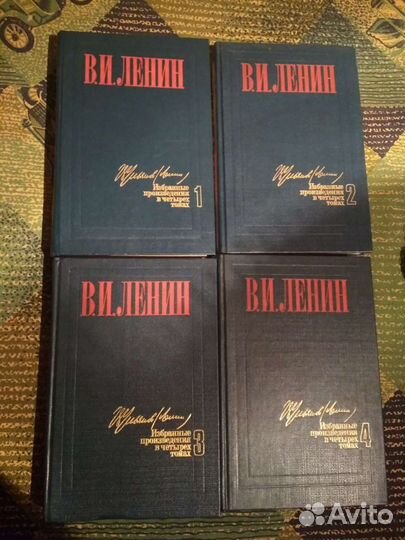 В.И.ЛЕНИН
Избранные
произведения
в четырех
томах
1
В.И.ЛЕНИН
Избранные
произведения
в четырех
томах
2
В.И.ЛЕНИН
Избранные
произведения
в четырех
томах
3
В.И.ЛЕНИН
Избранные
произведения
в четырех
томах
4
Avito